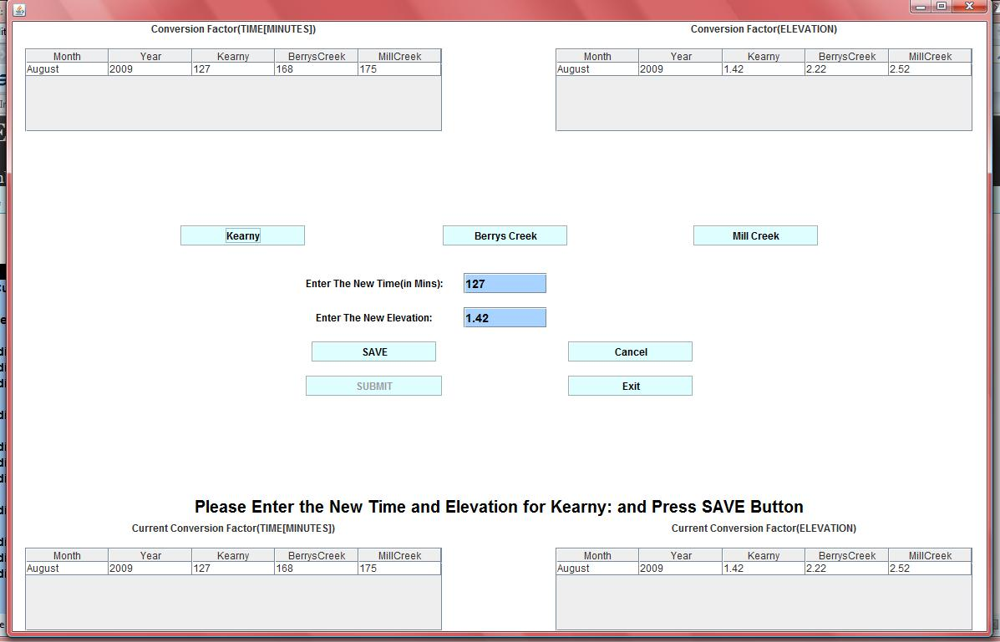 Conversion Factor(TIME[MINUTES]) Conversion Factor(ELEVATION)
Month Year Kearny BerrysCreek MillCreek Month Year Kearny BerrysCreek MillCreek
August 2009 127 168 175 August 2009 1.42 2.22 2.52
Kearny Berrys Creek Mill Creek
Enter The New Time(in Mins): 127
Enter The New Elevation: 1.42
SAVE Cancel
SUBMIT Exit
Please Enter the New Time and Elevation for Kearny: and Press SAVE Button
Current Conversion Factor(TIME[MINUTES]) Current Conversion Factor(ELEVATION)
Month Year Kearny BerrysCreek MillCreek Month Year Kearny BerrysCreek MillCreek
August 2009 127 168 175 August 2009 1.42 2.22 2.52